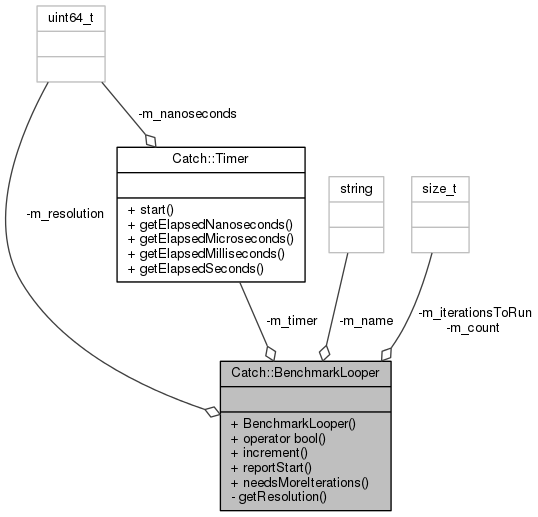 uint64_t
-m_nanoseconds
Catch::Timer
+ start()
+ getElapsedNanoseconds()
+ getElapsedMicroseconds()
+ getElapsedMilliseconds()
+ getElapsedSeconds()
string
size_t
-m_resolution
-m_timer
-m_name
-m_iterationsToRun
-m_count
Catch::BenchmarkLooper
+ BenchmarkLooper()
+ operator bool()
+ increment()
+ reportStart()
+ needsMoreIterations()
- getResolution()